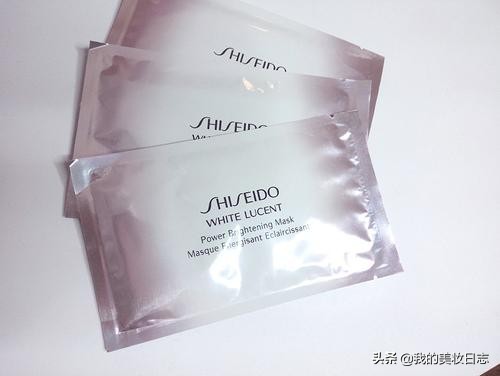 SHISEIDO
SHISEIDO
SHISEIDO
WHITE LUCENT
Power Brightening Mask
Masque Energisant Eclaircissant
头条 @我的美妆日志